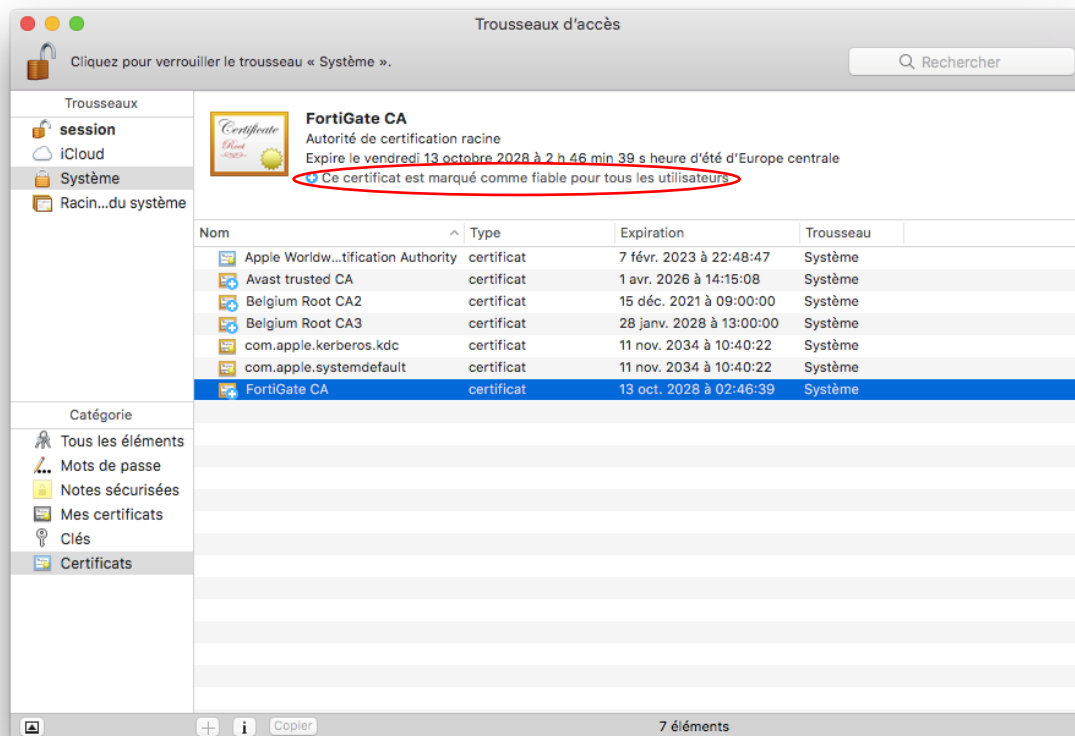 Trousseaux d'accès
Cliquez pour verrouiller le trousseau « Système ».
Rechercher
Trousseaux
session
iCloud
Système
Racin...du système
Certificate
Root
FortiGate CA
Autorité de certification racine
Expire le vendredi 13 octobre 2028 à 2 h 46 min 39 s heure d'été d'Europe centrale
Ce certificat est marqué comme fiable pour tous les utilisateurs
Nom Type Expiration Trousseau
Apple Worldw...tification Authority certificat 7 févr. 2023 à 22:48:47 Système
Avast trusted CA certificat 1 avr. 2026 à 14:15:08 Système
Belgium Root CA2 certificat 15 déc. 2021 à 09:00:00 Système
Belgium Root CA3 certificat 28 janv. 2028 à 13:00:00 Système
com.apple.kerberos.kdc certificat 11 nov. 2034 à 10:40:22 Système
com.apple.systemdefault certificat 11 nov. 2034 à 10:40:22 Système
FortiGate CA certificat 13 oct. 2028 à 02:46:39 Système
Catégorie
Tous les éléments
Mots de passe
Notes sécurisées
Mes certificats
Clés
Certificats
Copier
7 éléments